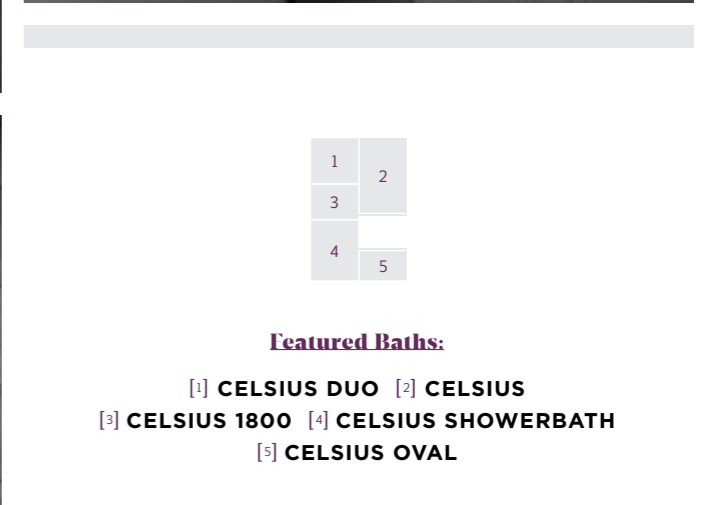 1
2
3
4
5
Featured Baths:
[1] CELSIUS DUO [2] CELSIUS
[3] CELSIUS 1800 [4] CELSIUS SHOWERBATH
[5] CELSIUS OVAL